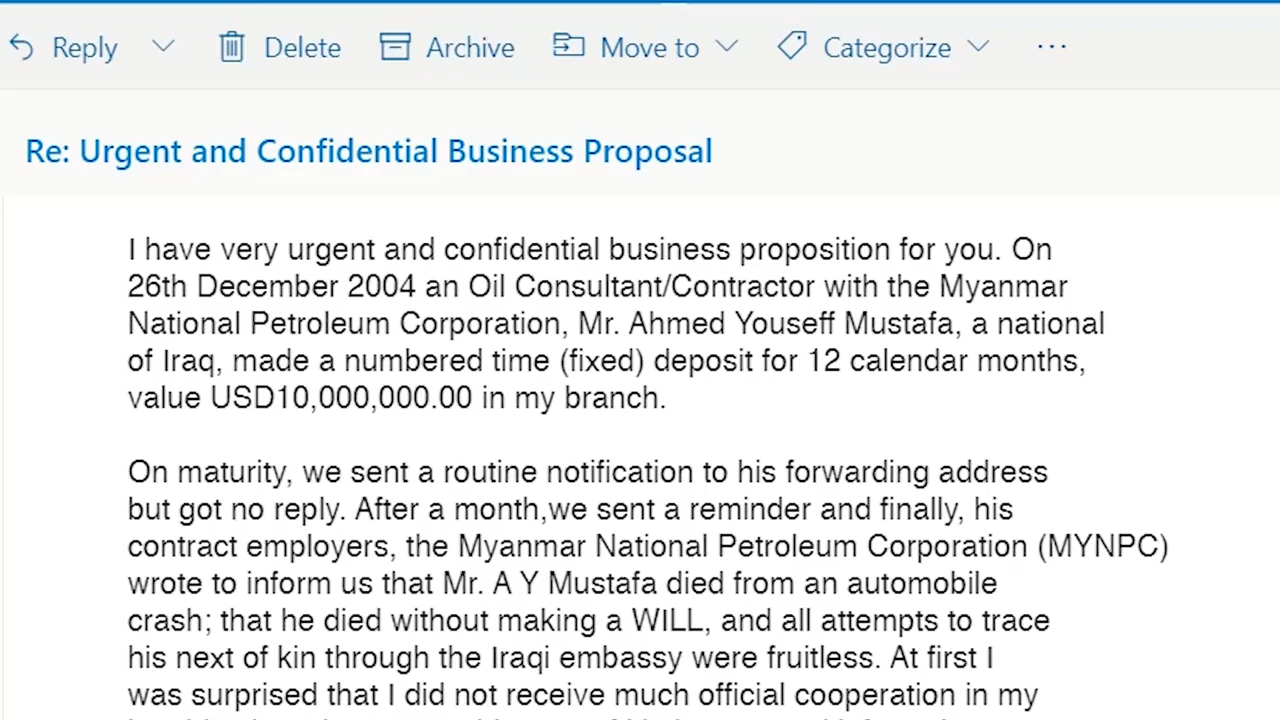 Reply
Delete
Archive
Move to
Categorize
Re: Urgent and Confidential Business Proposal
I have very urgent and confidential business proposition for you. On
26th December 2004 an Oil Consultant/Contractor with the Myanmar
National Petroleum Corporation, Mr. Ahmed Youseff Mustafa, a national
of Iraq, made a numbered time (fixed) deposit for 12 calendar months,
value USD10,000,000.00 in my branch.
On maturity, we sent a routine notification to his forwarding address
but got no reply. After a month,we sent a reminder and finally, his
contract employers, the Myanmar National Petroleum Corporation (MYNPC)
wrote to inform us that Mr. A Y Mustafa died from an automobile
crash; that he died without making a WILL, and all attempts to trace
his next of kin through the Iraqi embassy were fruitless. At first I
was surprised that I did not receive much official cooperation in my